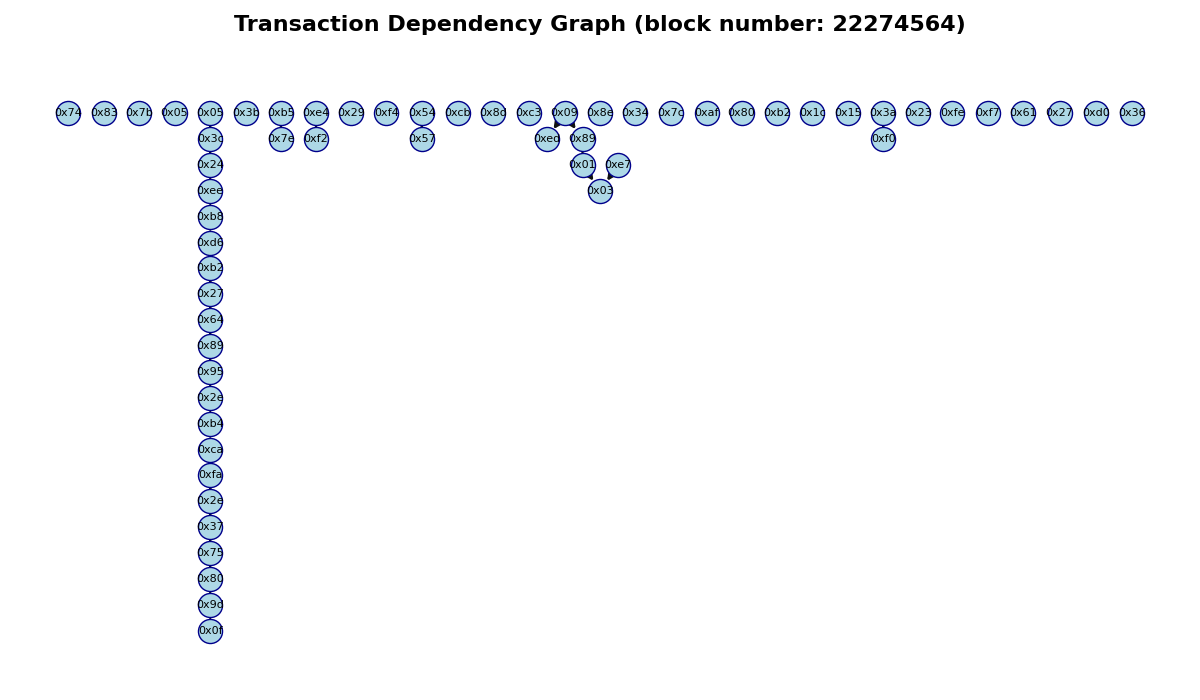 Transaction Dependency Graph (block number: 22274564)
0x74 0x83 0x7b 0x05 0x05 0x3b 0xb5 0xe4 0x29 0xf4 0x54 0xcb 0x8d 0xc3 0x09 0x8e 0x34 0x7c 0xaf 0x80 0xb2 0x1c 0x15 0x3a 0x23 0xfe 0xf7 0x61 0x27 0xd0 0x36
0x3c 0x7e 0xf2 0x57 0xed 0x89 0xf0
0x24 0x01 0xe7
0xee 0x03
0xb8
0xd6
0xb2
0x27
0x64
0x89
0x95
0x2e
0xb4
0xca
0xfa
0x2e
0x37
0x75
0x80
0x9d
0x0f